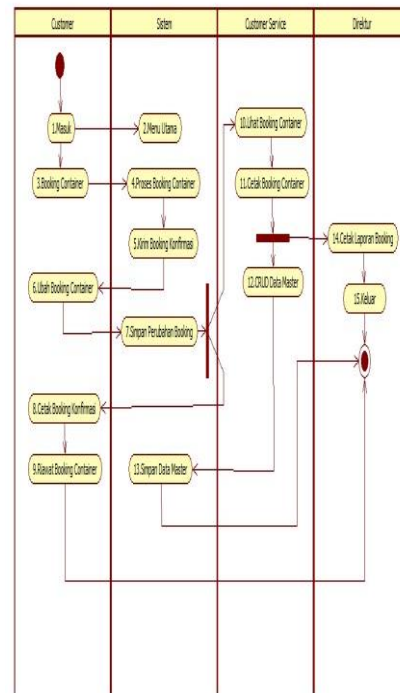 Customer
Sistem
Customer Service
Direktur
1.Masuk
2.Menu Utama
3.Booking Container
4.Proses Booking Container
5.Kirim Booking Konfirmasi
6.Ubah Booking Container
7.Simpan Perubahan Booking
8.Cetak Booking Konfirmasi
9.Riawat Booking Container
10.Lihat Booking Container
11.Cetak Booking Container
12.CRUD Data Master
13.Simpan Data Master
14.Cetak Laporan Booking
15.Keluar